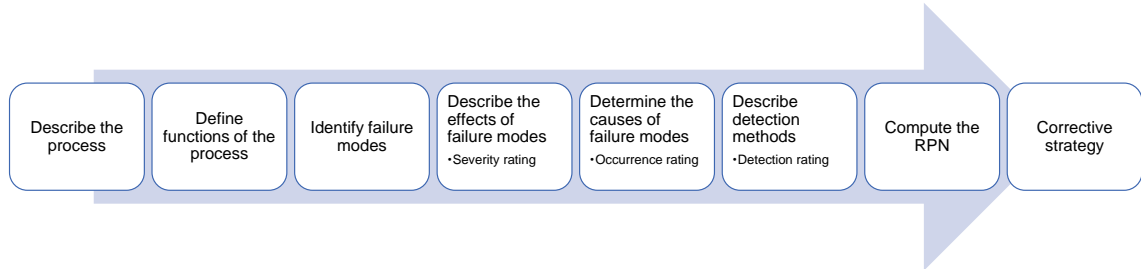 Describe the
process
Define
functions of the
process
Identify failure
modes
Describe the
effects of
failure modes
•Severity rating
Determine the
causes of
failure modes
•Occurrence rating
Describe
detection
methods
•Detection rating
Compute the
RPN
Corrective
strategy